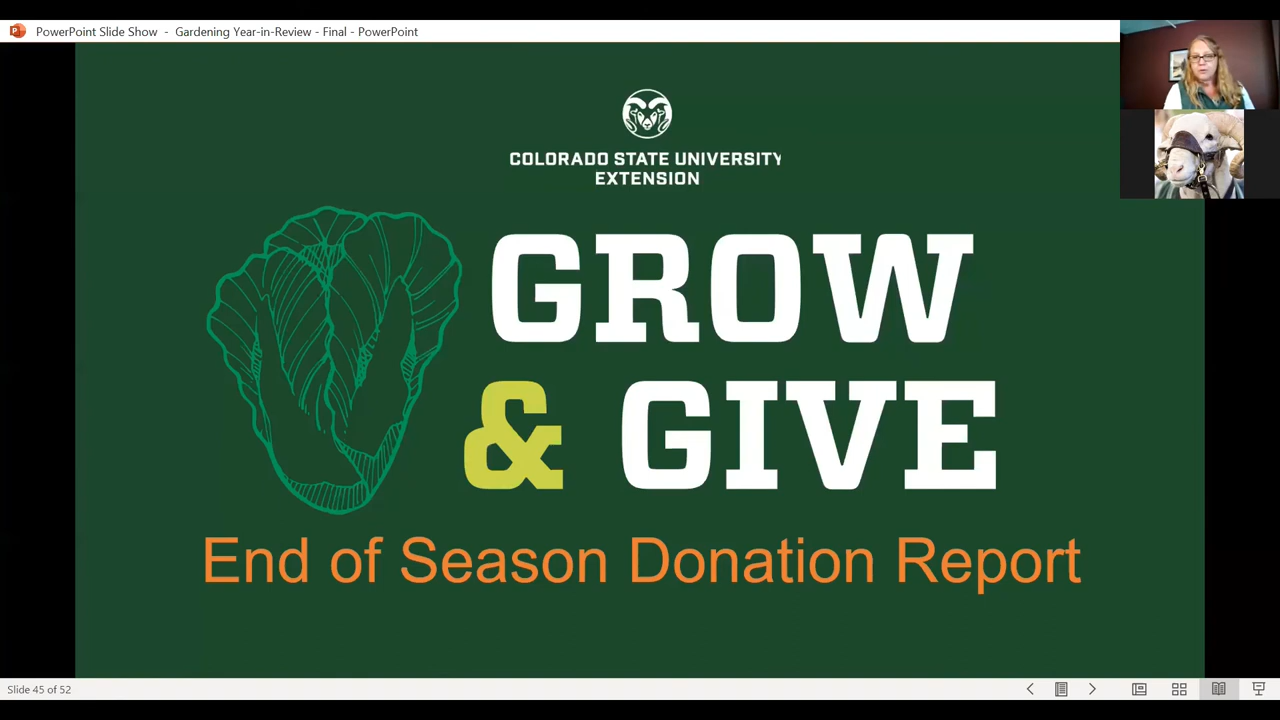 PowerPoint Slide Show - Gardening Year-in-Review - Final - PowerPoint
COLORADO STATE UNIVERSITY
EXTENSION
GROW
& GIVE
End of Season Donation Report
Slide 45 of 52